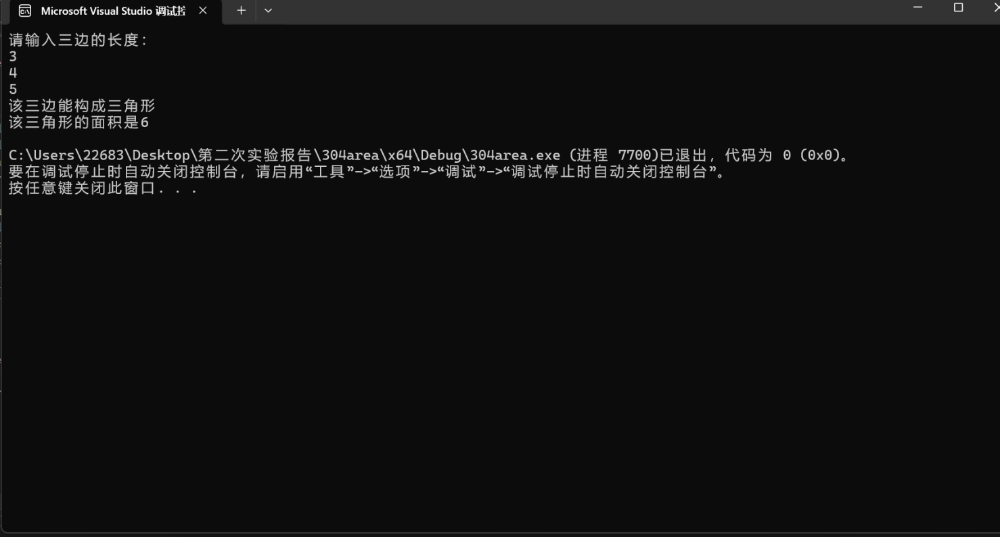 Microsoft Visual Studio 调试控
请输入三边的长度：
3
4
5
该三边能构成三角形
该三角形的面积是6
C:\Users\22683\Desktop\第二次实验报告\304area\x64\Debug\304area.exe (进程 7700)已退出，代码为 0 (0x0)。
要在调试停止时自动关闭控制台，请启用“工具”->“选项”->“调试”->“调试停止时自动关闭控制台”。
按任意键关闭此窗口. . .